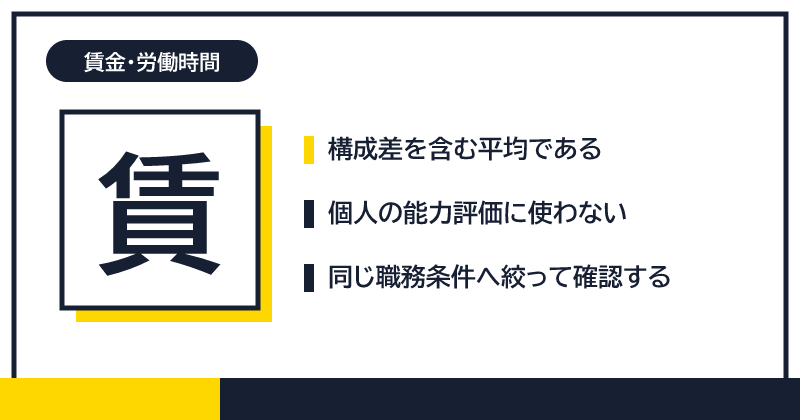 賃金・労働時間
賃
構成差を含む平均である
個人の能力評価に使わない
同じ職務条件へ絞って確認する